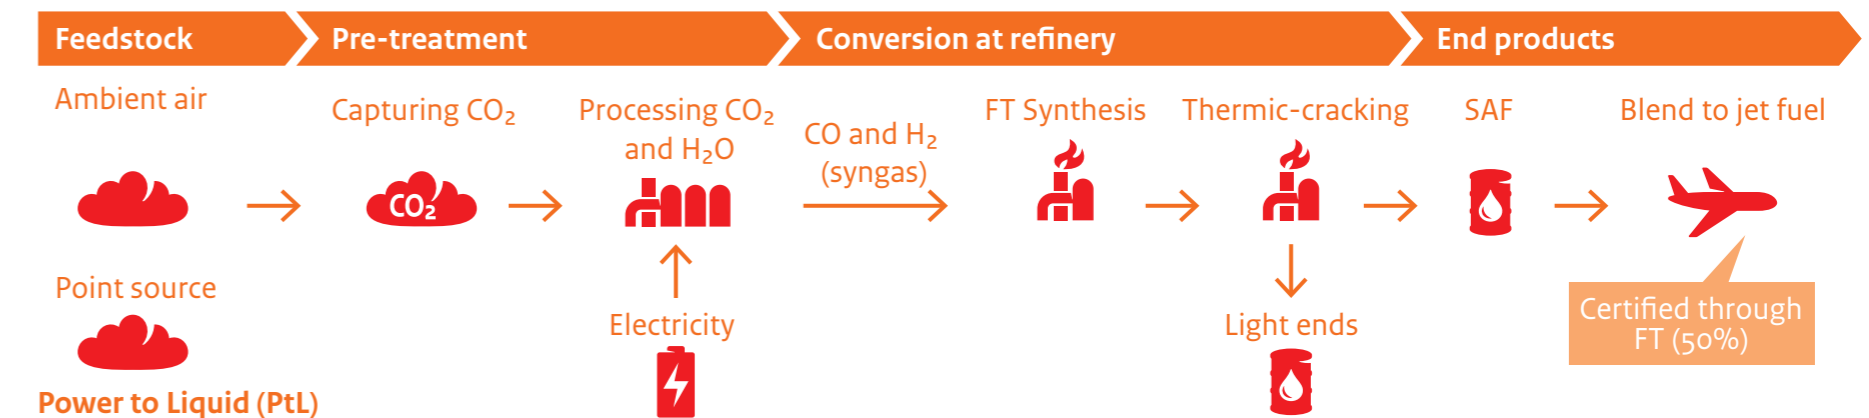 Feedstock
Pre-treatment
Conversion at refinery
End products
Ambient air
Capturing CO₂
Processing CO₂
and H₂O
CO and H₂
(syngas)
FT Synthesis
Thermic-cracking
SAF
Blend to jet fuel
CO₂
Point source
Electricity
Light ends
Certified through
FT (50%)
Power to Liquid (PtL)